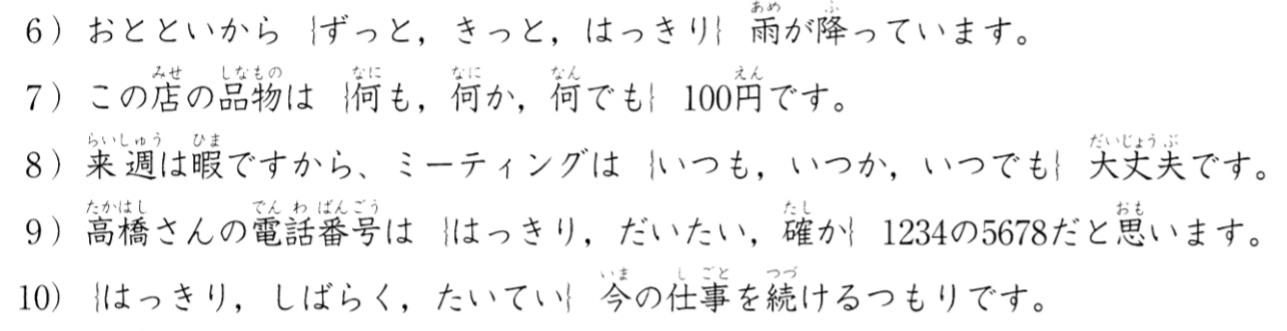 6）おとといから {ずっと，きっと，はっきり} 雨が降っています。
7）この店の品物は {何も，何か，何でも} 100円です。
8）来週は暇ですから、ミーティングは {いつも，いつか，いつでも} 大丈夫です。
9）高橋さんの電話番号は {はっきり，だいたい，確か} 1234の5678だと思います。
10）{はっきり，しばらく，たいてい} 今の仕事を続けるつもりです。